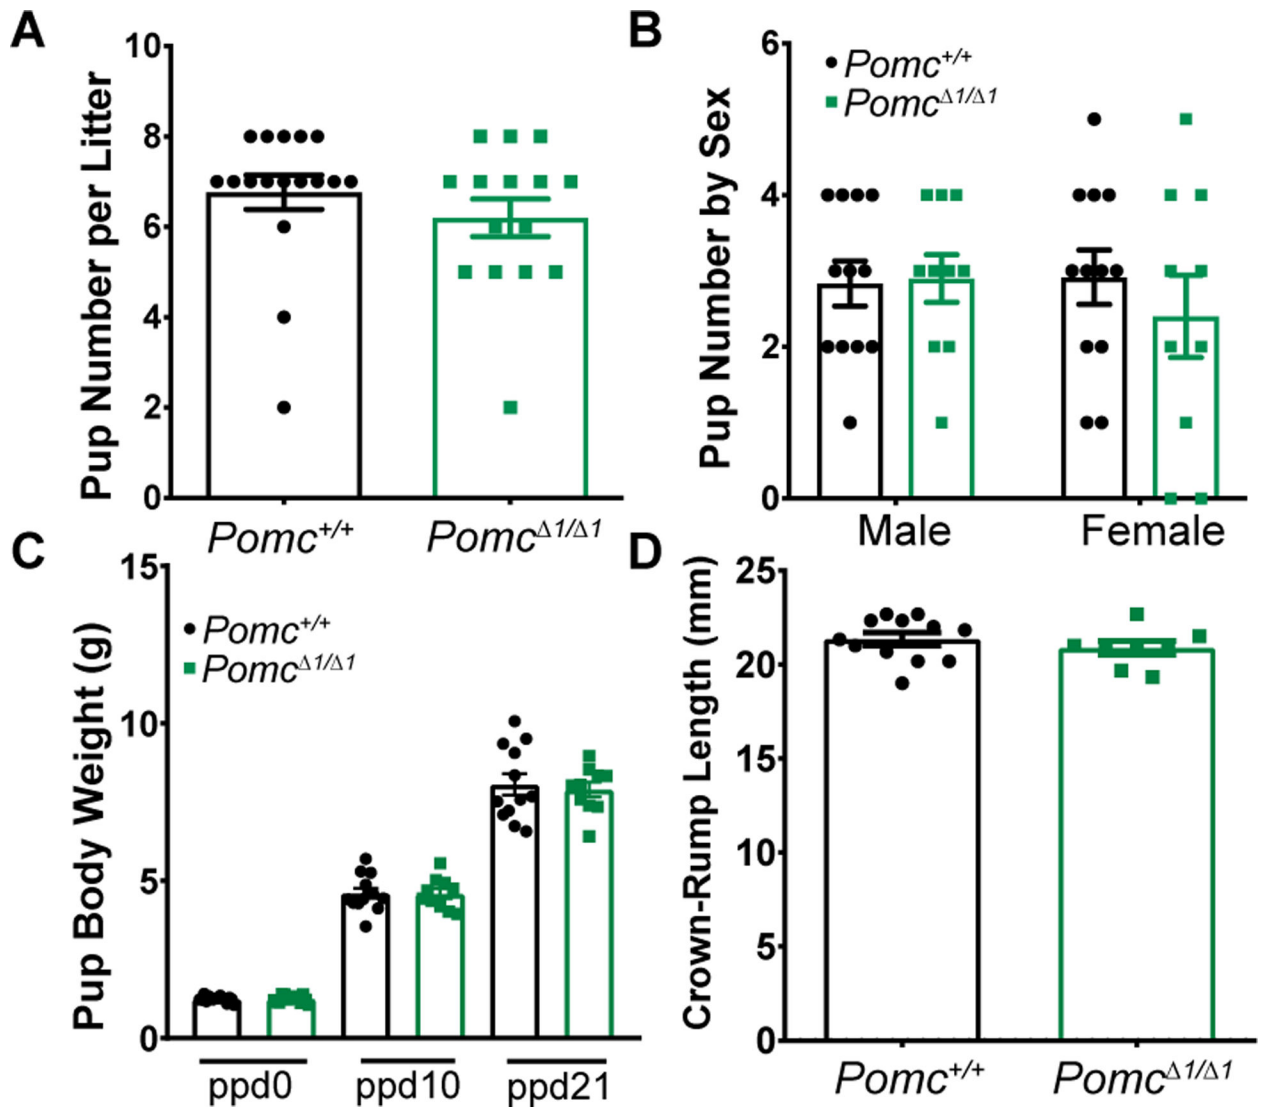 A
Pup Number per Litter
10
8
6
4
2
0
Pomc+/+
PomcΔ1/Δ1
B
Pup Number by Sex
6
4
2
0
Pomc+/+
PomcΔ1/Δ1
Male
Female
C
Pup Body Weight (g)
15
10
5
0
Pomc+/+
PomcΔ1/Δ1
ppd0
ppd10
ppd21
D
Crown-Rump Length (mm)
25
20
15
10
5
0
Pomc+/+
PomcΔ1/Δ1